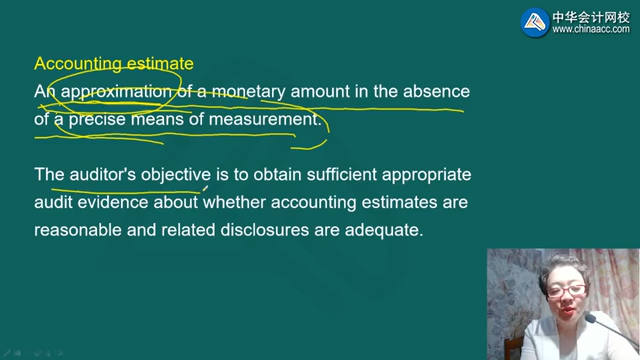 中华会计网校
www.chinaacc.com
Accounting estimate
An approximation of a monetary amount in the absence
of a precise means of measurement.
The auditor's objective is to obtain sufficient appropriate
audit evidence about whether accounting estimates are
reasonable and related disclosures are adequate.